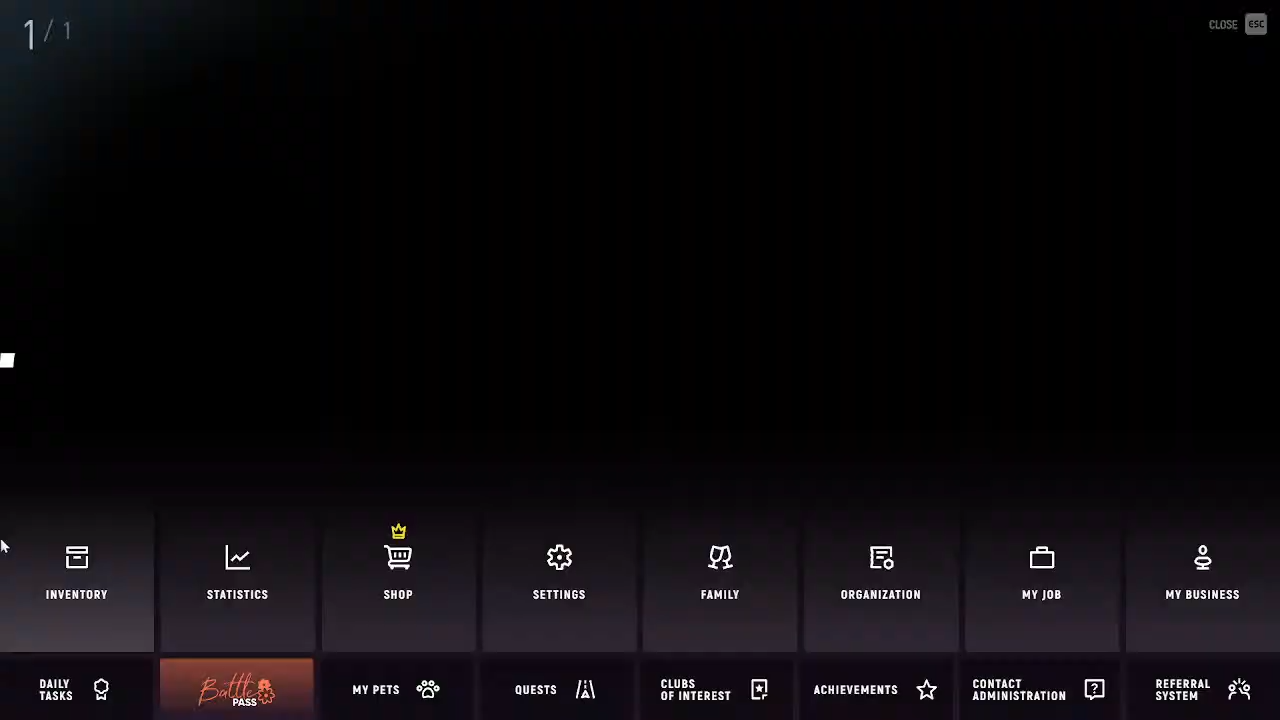 1 / 1
CLOSE ESC
INVENTORY
STATISTICS
SHOP
SETTINGS
FAMILY
ORGANIZATION
MY JOB
MY BUSINESS
DAILY
TASKS
Battle
PASS
MY PETS
QUESTS
CLUBS
OF INTEREST
ACHIEVEMENTS
CONTACT
ADMINISTRATION
REFERRAL
SYSTEM